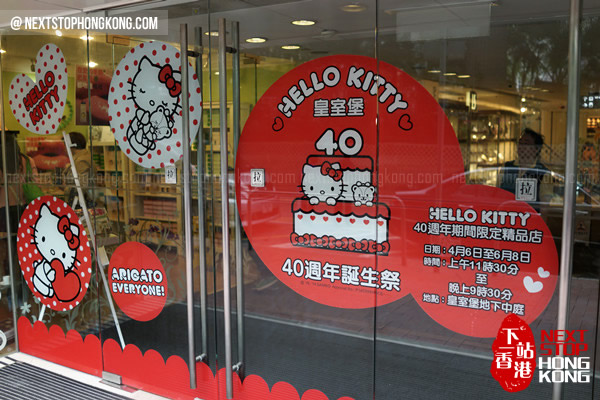 @ NEXTSTOPHONGKONG.COM
HELLO KITTY
HELLO KITTY
皇室堡
40
40週年誕生祭
拉
拉
拉
HELLO KITTY
40週年期間限定精品店
日期：4月6日至6月8日
時間：上午11時30分
至
晚上9時30分
地點：皇室堡地下中庭
ARIGATO
EVERYONE!
下一站
香港
NEXT
STOP
HONG
KONG